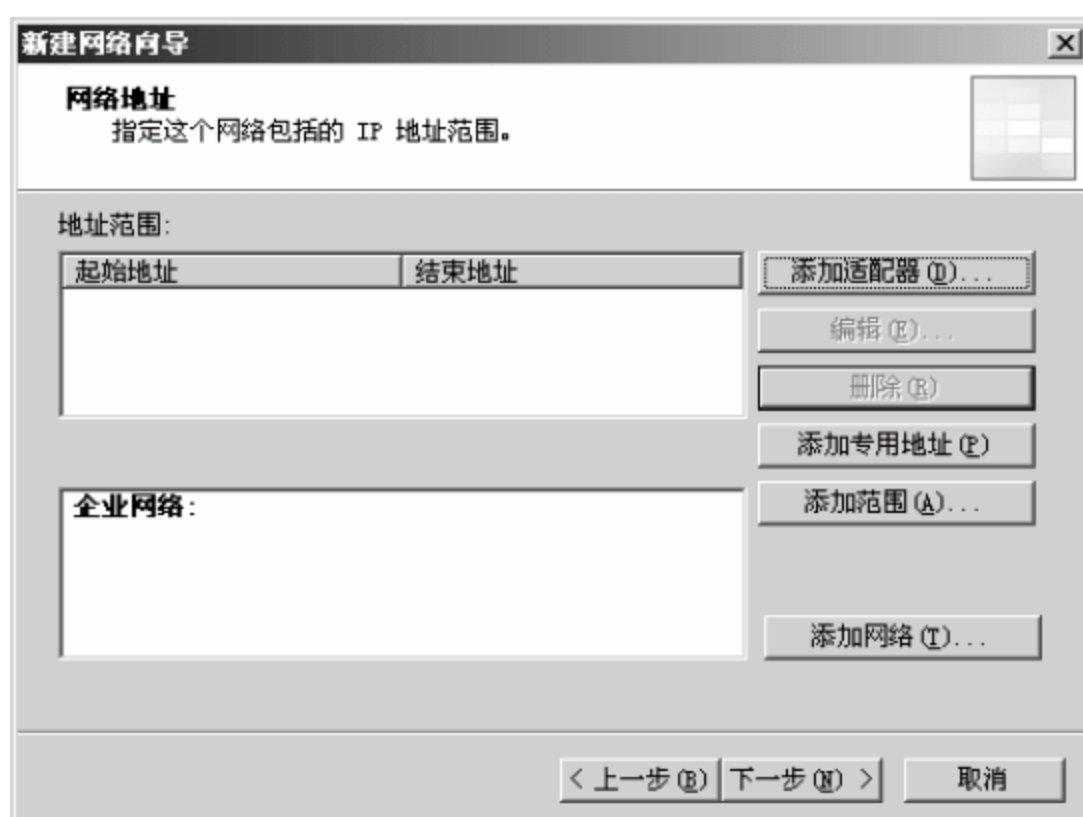 新建网络向导
网络地址
指定这个网络包括的 IP 地址范围。
地址范围:
起始地址 结束地址
添加适配器(D)...
编辑(E)...
删除(R)
添加专用地址(P)
企业网络:
添加范围(A)...
添加网络(T)...
< 上一步(B) 下一步(N) > 取消